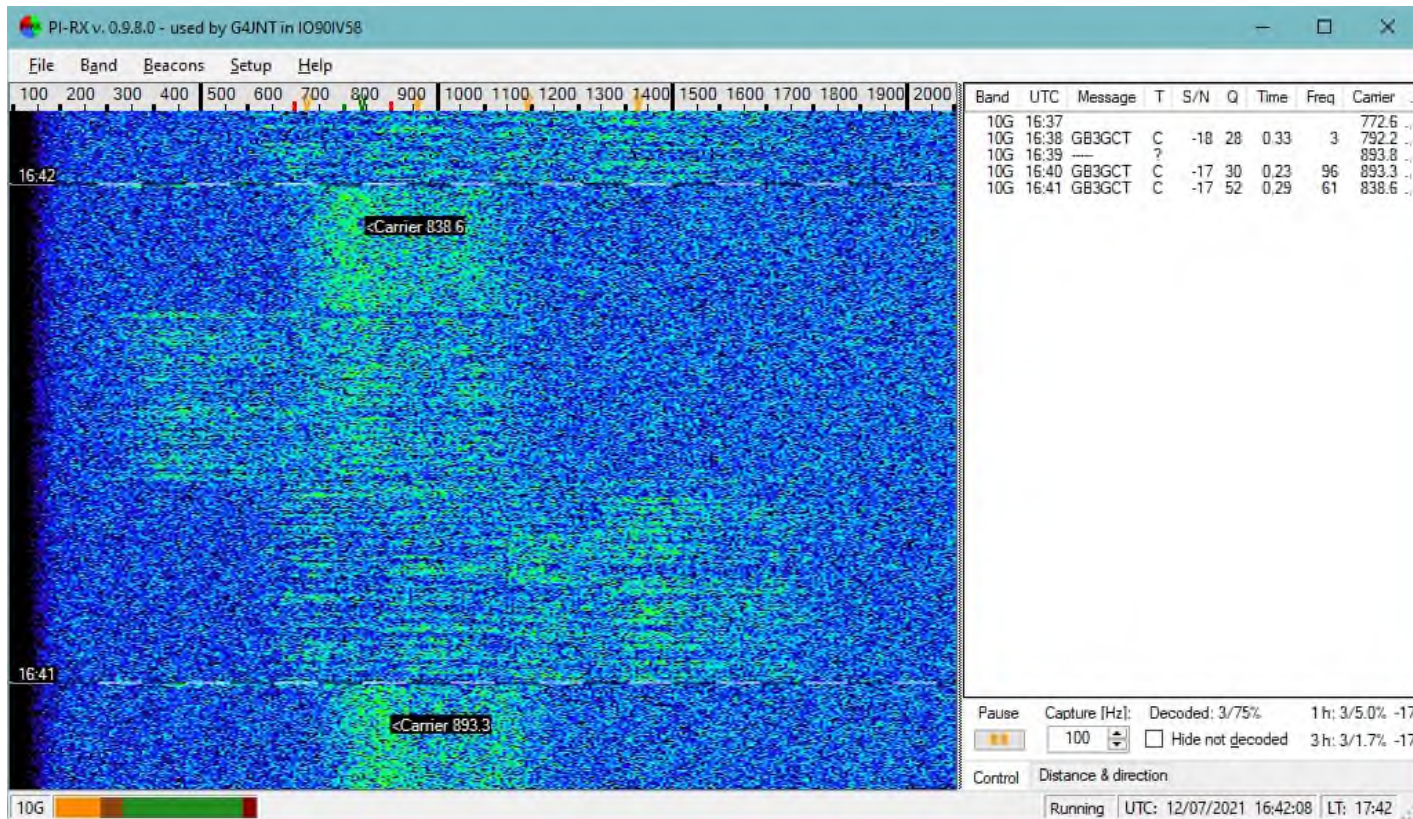 PI-RX v. 0.9.8.0 - used by G4JNT in IO90IV58
File Band Beacons Setup Help
100 200 300 400 500 600 700 800 900 1000 1100 1200 1300 1400 1500 1600 1700 1800 1900 2000
16:42
<Carrier 838.6
16:41
<Carrier 893.3
Band UTC Message T S/N Q Time Freq Carrier
10G 16:37 772.6
10G 16:38 GB3GCT C -18 28 0.33 3 792.2
10G 16:39 ---- ? 893.8
10G 16:40 GB3GCT C -17 30 0.23 96 893.3
10G 16:41 GB3GCT C -17 52 0.29 61 838.6
Pause Capture [Hz]: Decoded: 3/75% 1 h: 3/5.0% -17
100 Hide not decoded 3 h: 3/1.7% -17
Control Distance & direction
10G Running UTC: 12/07/2021 16:42:08 LT: 17:42